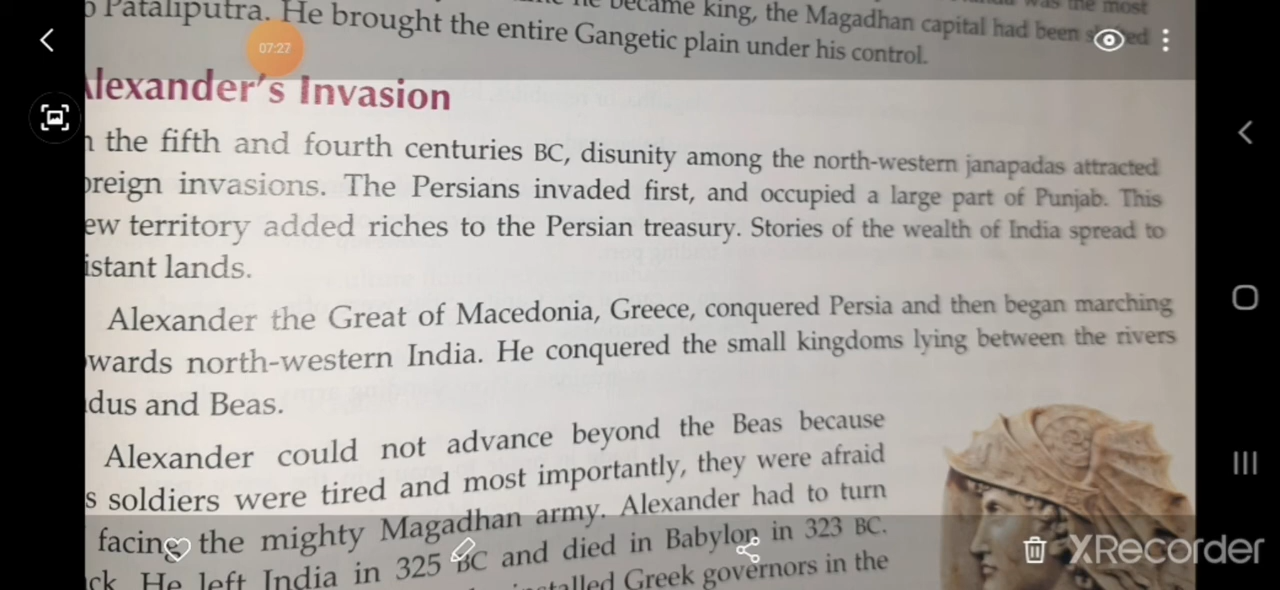 was the most
became king, the Magadhan capital had been
o Pataliputra. He brought the entire Gangetic plain under his control.
07:27
lexander's Invasion
n the fifth and fourth centuries BC, disunity among the north-western janapadas attracted
oreign invasions. The Persians invaded first, and occupied a large part of Punjab. This
ew territory added riches to the Persian treasury. Stories of the wealth of India spread to
istant lands.
Alexander the Great of Macedonia, Greece, conquered Persia and then began marching
owards north-western India. He conquered the small kingdoms lying between the rivers
dus and Beas.
Alexander could not advance beyond the Beas because
s soldiers were tired and most importantly, they were afraid
facing the mighty Magadhan army. Alexander had to turn
ck. He left India in 325 BC and died in Babylon in 323 BC.
stalled Greek governors in the
XRecorder